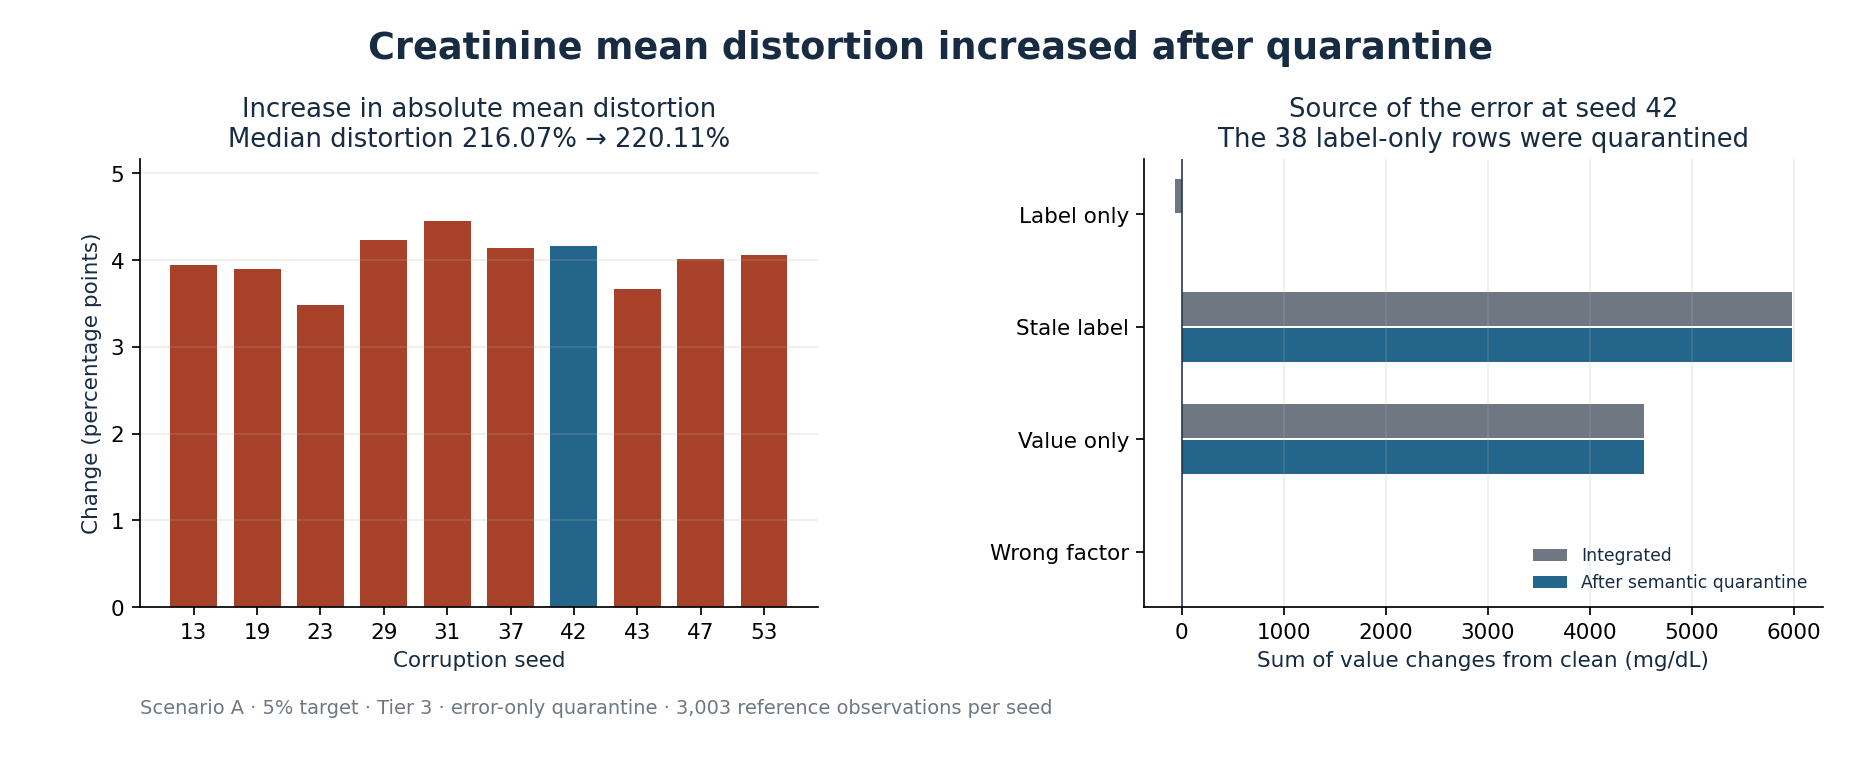 Creatinine mean distortion increased after quarantine
Increase in absolute mean distortion
Median distortion 216.07% → 220.11%
5
4
3
2
1
0
Change (percentage points)
13 19 23 29 31 37 42 43 47 53
Corruption seed
Source of the error at seed 42
The 38 label-only rows were quarantined
Label only
Stale label
Value only
Wrong factor
Integrated
After semantic quarantine
0 1000 2000 3000 4000 5000 6000
Sum of value changes from clean (mg/dL)
Scenario A · 5% target · Tier 3 · error-only quarantine · 3,003 reference observations per seed